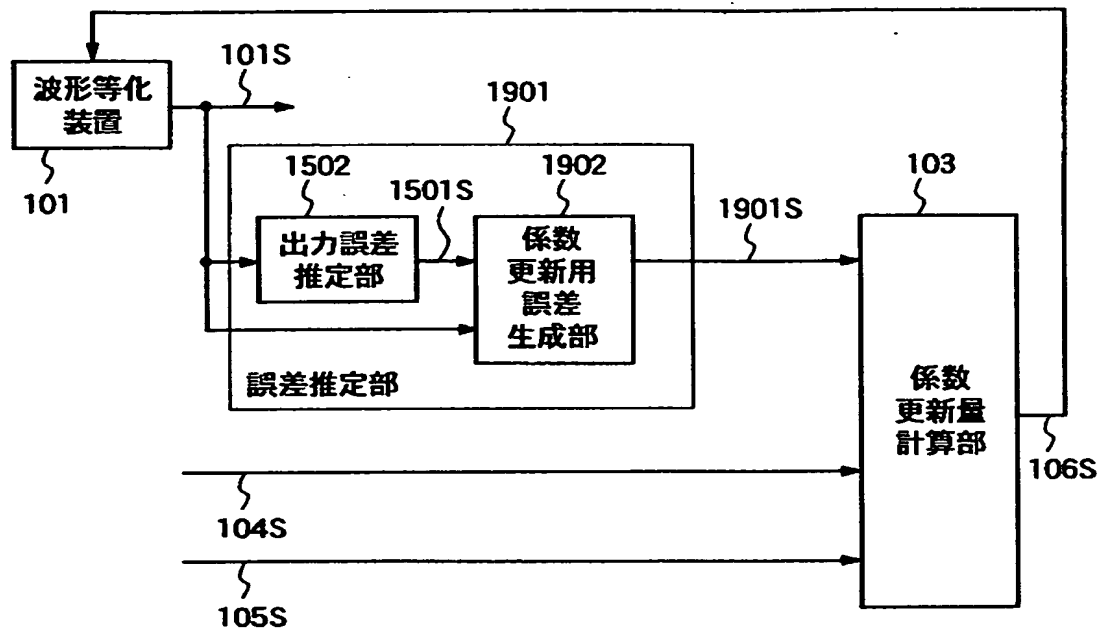 101S
波形等化
装置
101
1901
1502
1501S
1902
1901S
103
出力誤差
推定部
係数
更新用
誤差
生成部
誤差推定部
係数
更新量
計算部
106S
104S
105S